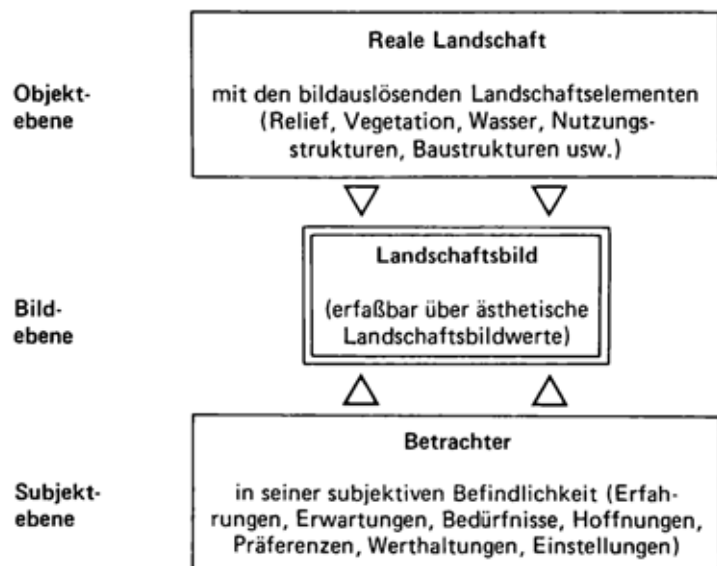 Reale Landschaft
Objekt-
ebene
mit den bildauslösenden Landschaftselementen
(Relief, Vegetation, Wasser, Nutzungs-
strukturen, Baustrukturen usw.)
Landschaftsbild
Bild-
ebene
(erfaßbar über ästhetische
Landschaftsbildwerte)
Betrachter
Subjekt-
ebene
in seiner subjektiven Befindlichkeit (Erfah-
rungen, Erwartungen, Bedürfnisse, Hoffnungen,
Präferenzen, Werthaltungen, Einstellungen)